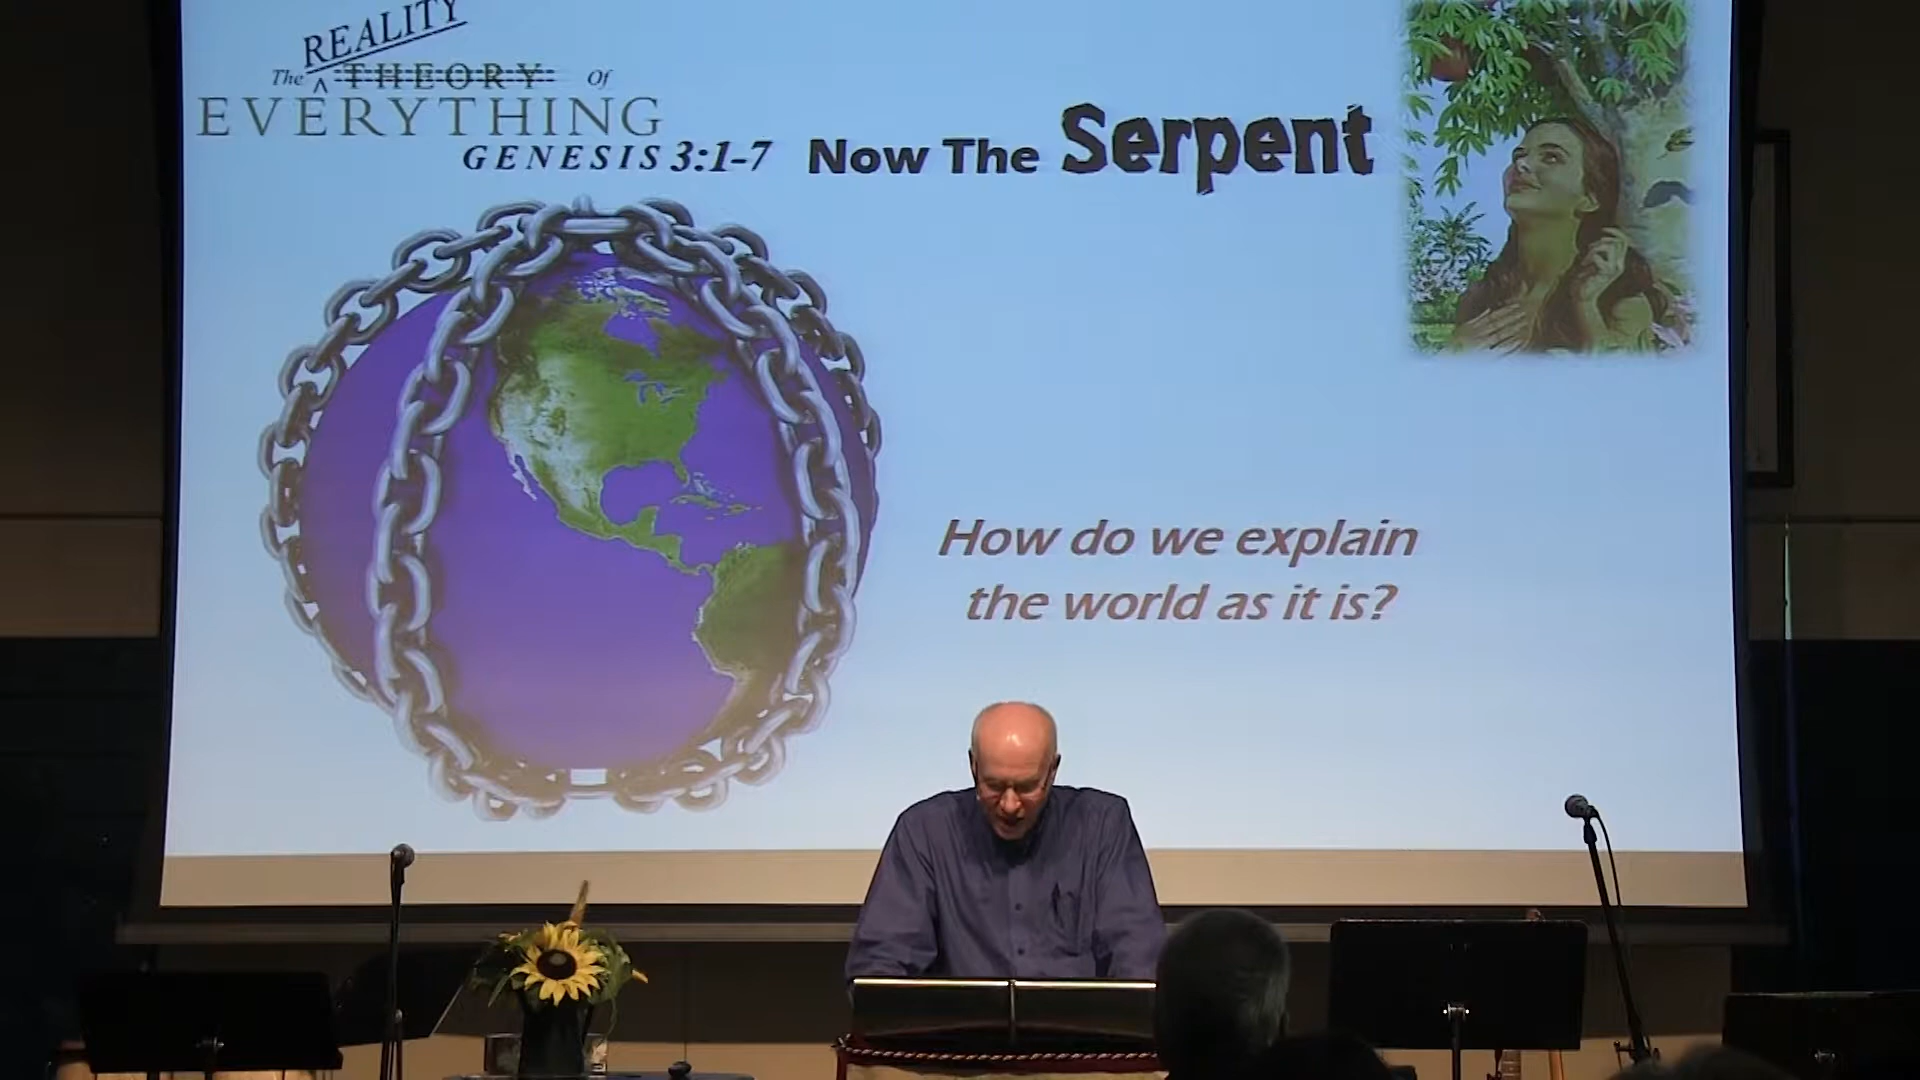 REALITY
The ^ THEORY Of
EVERYTHING
GENESIS 3:1-7 Now The Serpent
How do we explain
the world as it is?